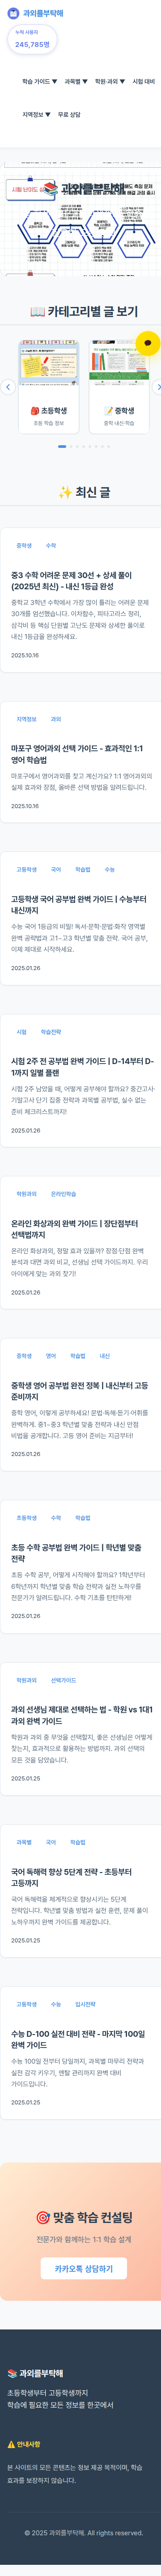 과외를부탁해
누적 사용자
245,785명
학습 가이드 ▼ 과목별 ▼ 학원·과외 ▼ 시험 대비
지역정보 ▼ 무료 상담
📚 과외를부탁해
📖 카테고리별 글 보기
🎒 초등학생
초등 학습 정보
📝 중학생
중학 내신·학습
✨ 최신 글
중학생 수학
중3 수학 어려운 문제 30선 + 상세 풀이
(2025년 최신) - 내신 1등급 완성
중학교 3학년 수학에서 가장 많이 틀리는 어려운 문제
30개를 엄선했습니다. 이차함수, 피타고라스 정리,
삼각비 등 핵심 단원별 고난도 문제와 상세한 풀이로
내신 1등급을 완성하세요.
2025.10.16
지역정보 과외
마포구 영어과외 선택 가이드 - 효과적인 1:1
영어 학습법
마포구에서 영어과외를 찾고 계신가요? 1:1 영어과외의
실제 효과와 장점, 올바른 선택 방법을 알려드립니다.
2025.10.16
고등학생 국어 학습법 수능
고등학생 국어 공부법 완벽 가이드 | 수능부터
내신까지
수능 국어 1등급의 비밀! 독서·문학·문법·화작 영역별
완벽 공략법과 고1~고3 학년별 맞춤 전략. 국어 공부,
이제 제대로 시작하세요.
2025.01.26
시험 학습전략
시험 2주 전 공부법 완벽 가이드 | D-14부터 D-
1까지 일별 플랜
시험 2주 남았을 때, 어떻게 공부해야 할까요? 중간고사·
기말고사 단기 집중 전략과 과목별 공부법, 실수 없는
준비 체크리스트까지!
2025.01.26
학원과외 온라인학습
온라인 화상과외 완벽 가이드 | 장단점부터
선택법까지
온라인 화상과외, 정말 효과 있을까? 장점·단점 완벽
분석과 대면 과외 비교, 선생님 선택 가이드까지. 우리
아이에게 맞는 과외 찾기!
2025.01.26
중학생 영어 학습법 내신
중학생 영어 공부법 완전 정복 | 내신부터 고등
준비까지
중학 영어, 어떻게 공부하세요! 문법·독해·듣기·어휘를
완벽하게. 중1~중3 학년별 맞춤 전략과 내신 만점
비법을 공개합니다. 고등 영어 준비는 지금부터!
2025.01.26
초등학생 수학 학습법
초등 수학 공부법 완벽 가이드 | 학년별 맞춤
전략
초등 수학 공부, 어떻게 시작해야 할까요? 1학년부터
6학년까지 학년별 맞춤 학습 전략과 실전 노하우를
전문가가 알려드립니다. 수학 기초를 탄탄하게!
2025.01.26
학원과외 선택가이드
과외 선생님 제대로 선택하는 법 - 학원 vs 1대1
과외 완벽 가이드
학원과 과외 중 무엇을 선택할지, 좋은 선생님은 어떻게
찾는지, 효과적으로 활용하는 방법까지. 과외 선택의
모든 것을 담았습니다.
2025.01.25
과목별 국어 학습법
국어 독해력 향상 5단계 전략 - 초등부터
고등까지
국어 독해력을 체계적으로 향상시키는 5단계
전략입니다. 학년별 맞춤 방법과 실전 훈련, 문제 풀이
노하우까지 완벽 가이드를 제공합니다.
2025.01.25
고등학생 수능 입시전략
수능 D-100 실전 대비 전략 - 마지막 100일
완벽 가이드
수능 100일 전부터 당일까지, 과목별 마무리 전략과
실전 감각 키우기, 멘탈 관리까지 완벽 대비
가이드입니다.
2025.01.25
🎯 맞춤 학습 컨설팅
전문가와 함께하는 1:1 학습 설계
카카오톡 상담하기
📚 과외를부탁해
초등학생부터 고등학생까지
학습에 필요한 모든 정보를 한곳에서
⚠️ 안내사항
본 사이트의 모든 콘텐츠는 정보 제공 목적이며, 학습
효과를 보장하지 않습니다.
© 2025 과외를부탁해. All rights reserved.